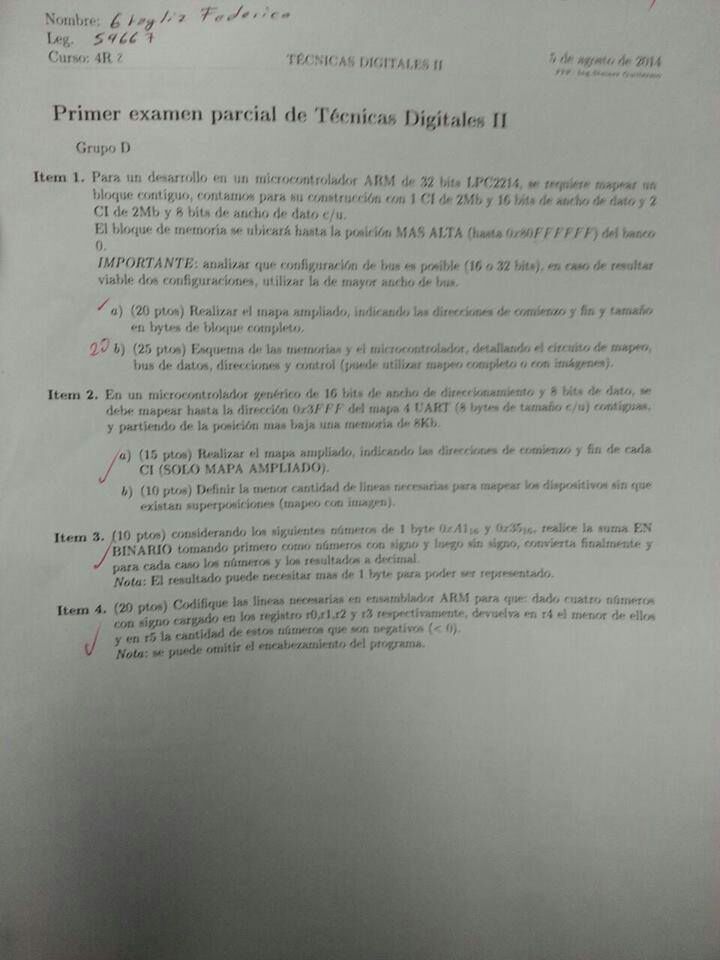 Nombre: Federico
Leg. 59667
Curso: 4R 2
TÉCNICAS DIGITALES II
5 de agosto de 2014
Primer examen parcial de Técnicas Digitales II
Grupo D
Item 1. Para un desarrollo en un microcontrolador ARM de 32 bits LPC2214, se requiere mapear un
bloque contiguo, contamos para su construcción con 1 CI de 2Mb y 16 bits de ancho de dato y 2
CI de 2Mb y 8 bits de ancho de dato c/u.
El bloque de memoria se ubicará hasta la posición MAS ALTA (hasta 0x80FFFFFF) del banco
0.
IMPORTANTE: analizar que configuración de bus es posible (16 o 32 bits), en caso de resultar
viable dos configuraciones, utilizar la de mayor ancho de bus.
a) (20 ptos) Realizar el mapa ampliado, indicando las direcciones de comienzo y fin y tamaño
en bytes de bloque completo.
20 b) (25 ptos) Esquema de las memorias y el microcontrolador, detallando el circuito de mapeo,
bus de datos, direcciones y control (puede utilizar mapeo completo o con imágenes).
Item 2. En un microcontrolador genérico de 16 bits de ancho de direccionamiento y 8 bits de dato, se
debe mapear hasta la dirección 0x3FFF del mapa 4 UART (8 bytes de tamaño c/u) contiguas,
y partiendo de la posición mas baja una memoria de 8Kb.
a) (15 ptos) Realizar el mapa ampliado, indicando las direcciones de comienzo y fin de cada
CI (SOLO MAPA AMPLIADO).
b) (10 ptos) Definir la menor cantidad de lineas necesarias para mapear los dispositivos sin que
existan superposiciones (mapeo con imagen).
Item 3. (10 ptos) considerando los siguientes números de 1 byte 0xA1₁₆ y 0x35₁₆, realice la suma EN
BINARIO tomando primero como números con signo y luego sin signo, convierta finalmente y
para cada caso los números y los resultados a decimal.
Nota: El resultado puede necesitar mas de 1 byte para poder ser representado.
Item 4. (20 ptos) Codifique las lineas necesarias en ensamblador ARM para que: dado cuatro números
con signo cargado en los registro r0,r1,r2 y r3 respectivamente, devuelva en r4 el menor de ellos
y en r5 la cantidad de estos números que son negativos (< 0).
Nota: se puede omitir el encabezamiento del programa.